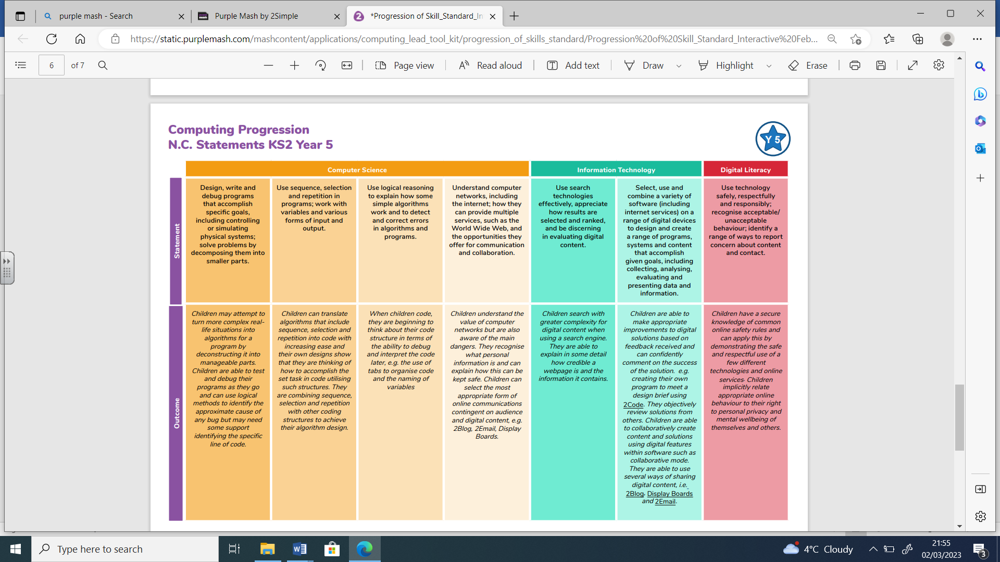 purple mash - Search
Purple Mash by 2Simple
*Progression of Skill_Standard_In
https://static.purplemash.com/mashcontent/applications/computing_lead_tool_kit/progression_of_skills_standard/Progression%20of%20Skill_Standard_Interactive%20Feb...
6 of 7
Page view
Read aloud
Add text
Draw
Highlight
Erase
Computing Progression
N.C. Statements KS2 Year 5
Y 5
Computer Science
Information Technology
Digital Literacy
Statement
Design, write and
debug programs
that accomplish
specific goals,
including controlling
or simulating
physical systems;
solve problems by
decomposing them into
smaller parts.
Use sequence, selection
and repetition in
programs; work with
variables and various
forms of input and
output.
Use logical reasoning
to explain how some
simple algorithms
work and to detect
and correct errors
in algorithms and
programs.
Understand computer
networks, including
the internet; how they
can provide multiple
services, such as the
World Wide Web, and
the opportunities they
offer for communication
and collaboration.
Use search
technologies
effectively, appreciate
how results are
selected and ranked,
and be discerning
in evaluating digital
content.
Select, use and
combine a variety of
software (including
internet services) on a
range of digital devices
to design and create
a range of programs,
systems and content
that accomplish
given goals, including
collecting, analysing,
evaluating and
presenting data and
information.
Use technology
safely, respectfully
and responsibly;
recognise acceptable/
unacceptable
behaviour; identify a
range of ways to report
concern about content
and contact.
Outcome
Children may attempt to
turn more complex real-
life situations into
algorithms for a
program by
deconstructing it into
manageable parts.
Children are able to test
and debug their
programs as they go
and can use logical
methods to identify the
approximate cause of
any bug but may need
some support
identifying the specific
line of code.
Children can translate
algorithms that include
sequence, selection and
repetition into code with
increasing ease and
their own designs show
that they are thinking of
how to accomplish the
set task in code utilising
such structures. They
are combining sequence,
selection and repetition
with other coding
structures to achieve
their algorithm design.
When children code,
they are beginning to
think about their code
structure in terms of
the ability to debug
and interpret the code
later, e.g. the use of
tabs to organise code
and the naming of
variables
Children understand the
value of computer
networks but are also
aware of the main
dangers. They recognise
what personal
information is and can
explain how this can be
kept safe. Children can
select the most
appropriate form of
online communications
contingent on audience
and digital content, e.g.
2Blog, 2Email, Display
Boards.
Children search with
greater complexity for
digital content when
using a search engine.
They are able to
explain in some detail
how credible a
webpage is and the
information it contains.
Children are able to
make appropriate
improvements to digital
solutions based on
feedback received and
can confidently
comment on the success
of the solution. e.g.
creating their own
program to meet a
design brief using
2Code. They objectively
review solutions from
others. Children are able
to collaboratively create
content and solutions
using digital features
within software such as
collaborative mode.
They are able to use
several ways of sharing
digital content, i.e.
2Blog, Display Boards
and 2Email.
Children have a secure
knowledge of common
online safety rules and
can apply this by
demonstrating the safe
and respectful use of a
few different
technologies and online
services. Children
implicitly relate
appropriate online
behaviour to their right
to personal privacy and
mental wellbeing of
themselves and others.
Type here to search
4°C Cloudy
21:55
02/03/2023
3